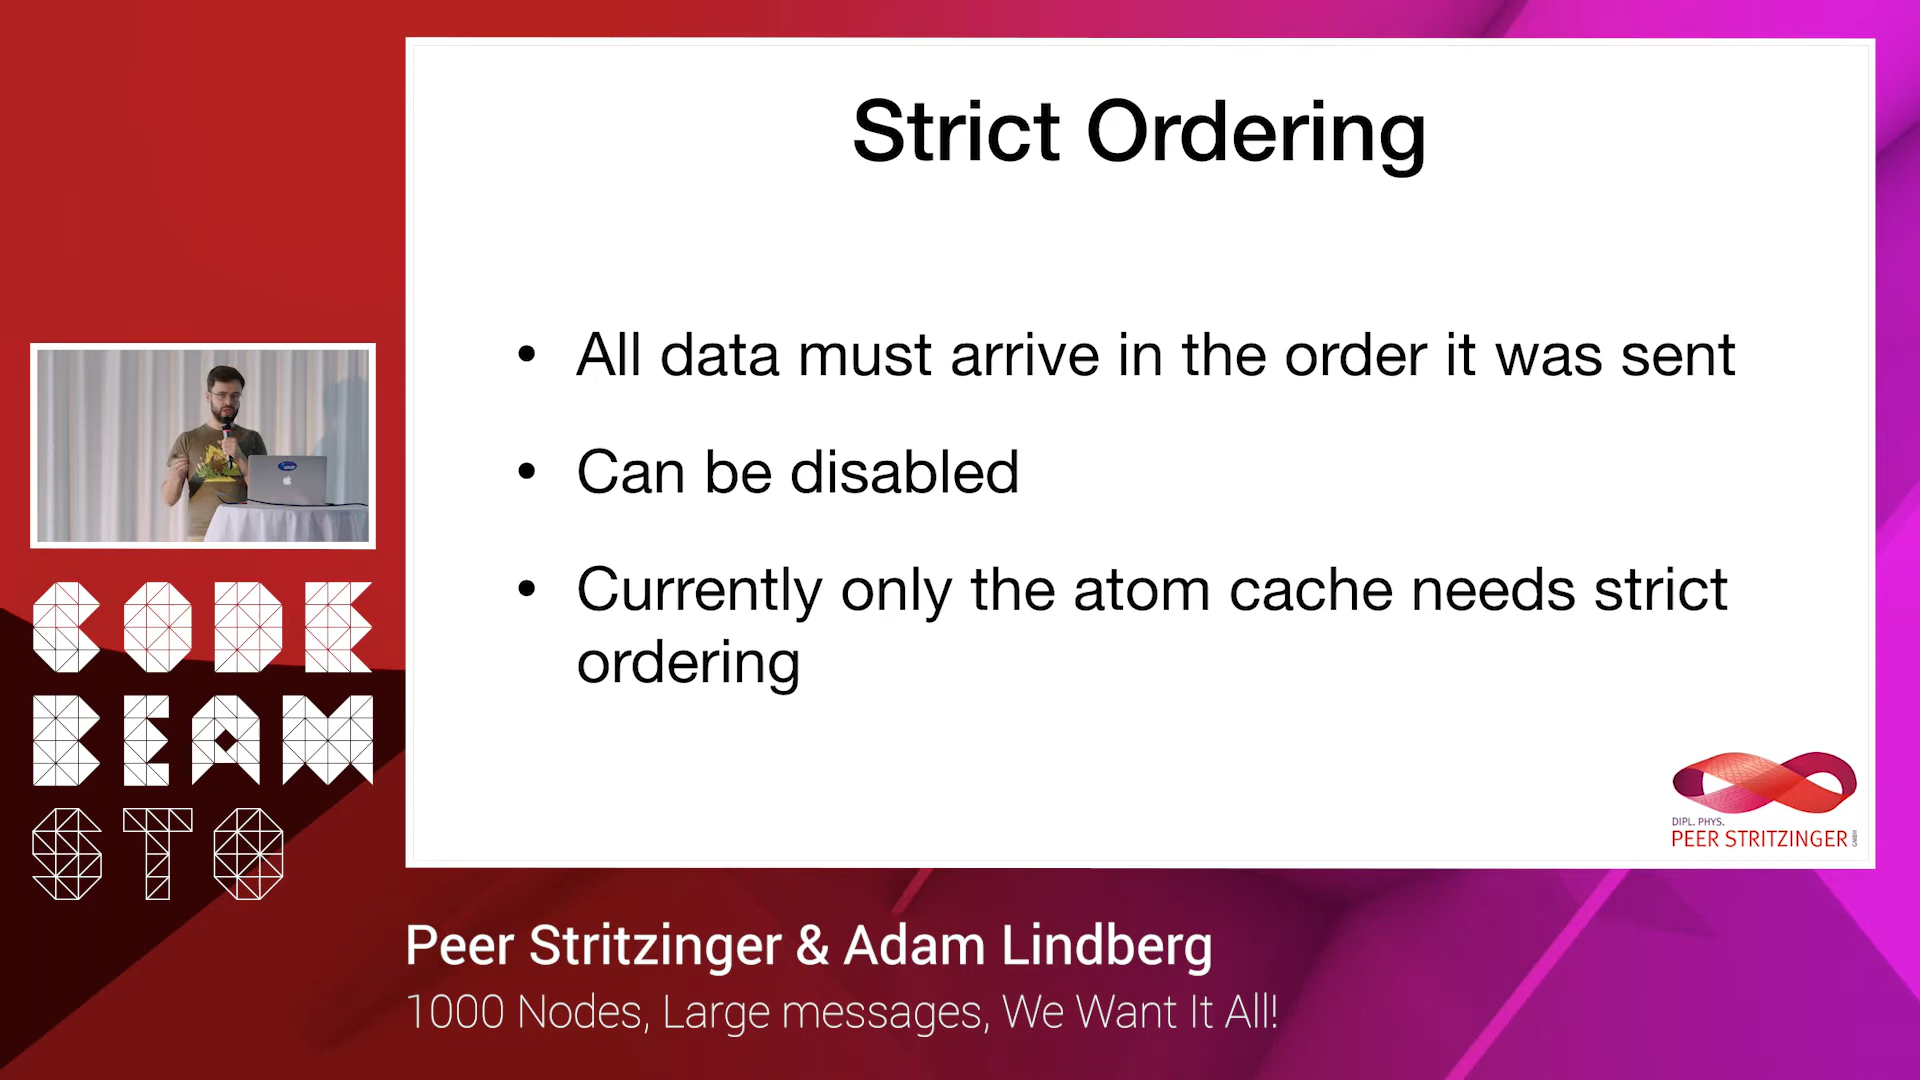 Strict Ordering
• All data must arrive in the order it was sent
• Can be disabled
• Currently only the atom cache needs strict
ordering
DIPL. PHYS.
PEER STRITZINGER GMBH
CODE
BEAM
STO
Peer Stritzinger & Adam Lindberg
1000 Nodes, Large messages, We Want It All!